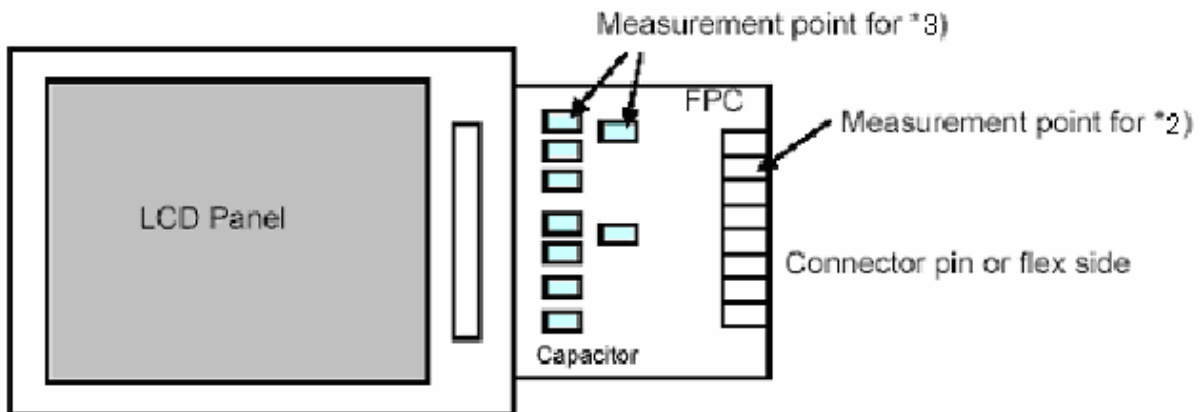 Measurement point for *3)
FPC
Measurement point for *2)
LCD Panel
Connector pin or flex side
Capacitor